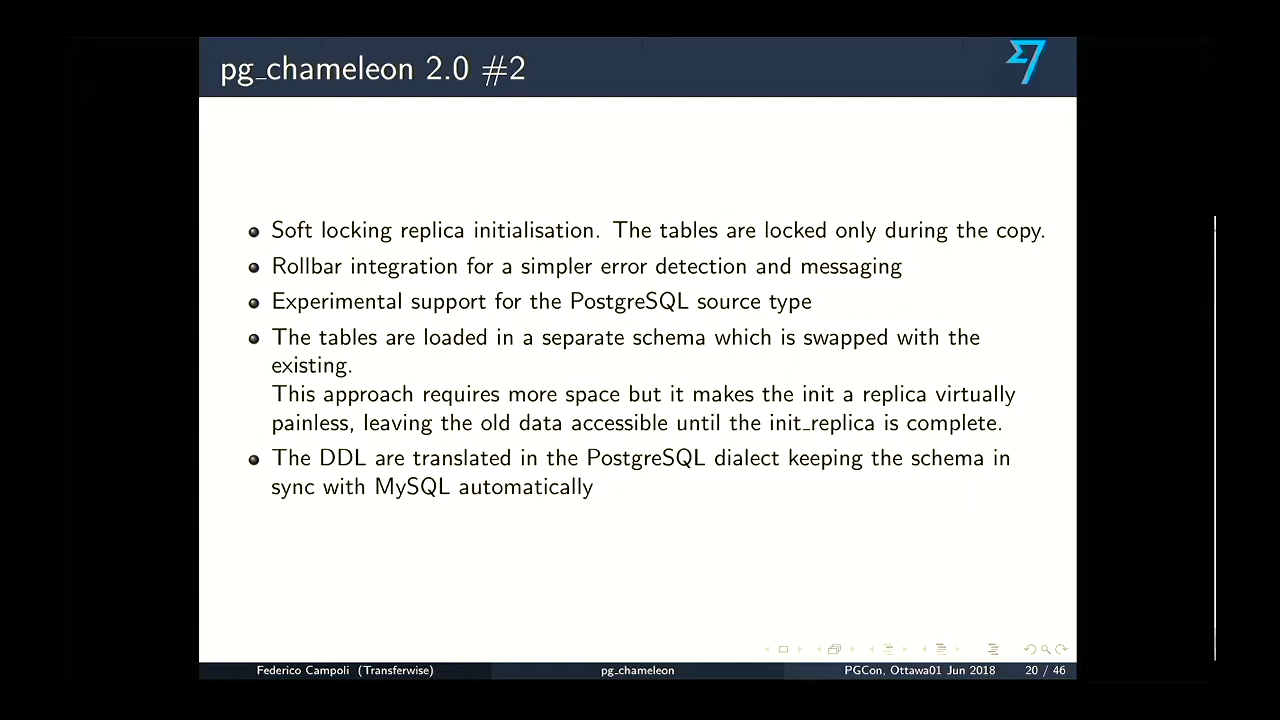 pg_chameleon 2.0 #2
Soft locking replica initialisation. The tables are locked only during the copy.
Rollbar integration for a simpler error detection and messaging
Experimental support for the PostgreSQL source type
The tables are loaded in a separate schema which is swapped with the
existing.
This approach requires more space but it makes the init a replica virtually
painless, leaving the old data accessible until the init_replica is complete.
The DDL are translated in the PostgreSQL dialect keeping the schema in
sync with MySQL automatically
Federico Campoli (Transferwise) pg_chameleon PGCon, Ottawa01 Jun 2018 20 / 46